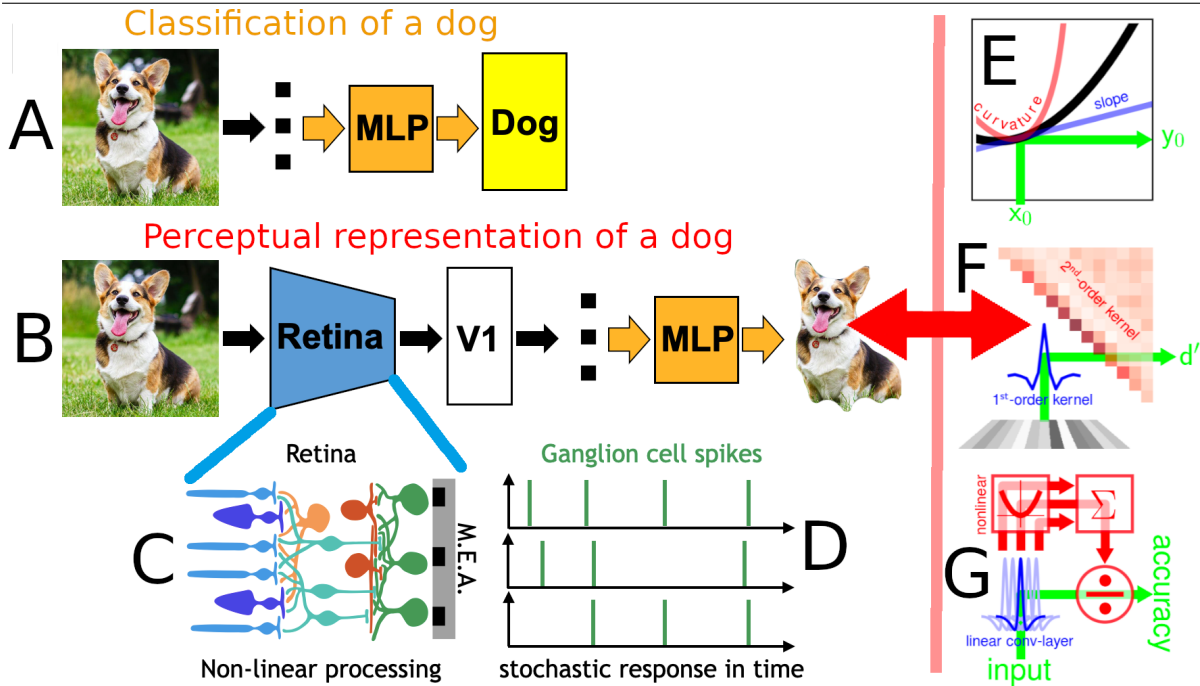 Classification of a dog
A
MLP
Dog
Perceptual representation of a dog
B
Retina
V1
MLP
C
Retina
M.E.A.
Non-linear processing
Ganglion cell spikes
D
stochastic response in time
E
curvature
slope
y₀
x₀
F
2ⁿᵈ-order kernel
d'
1ˢᵗ-order kernel
G
nonlinear
Σ
÷
linear conv-layer
accuracy
input